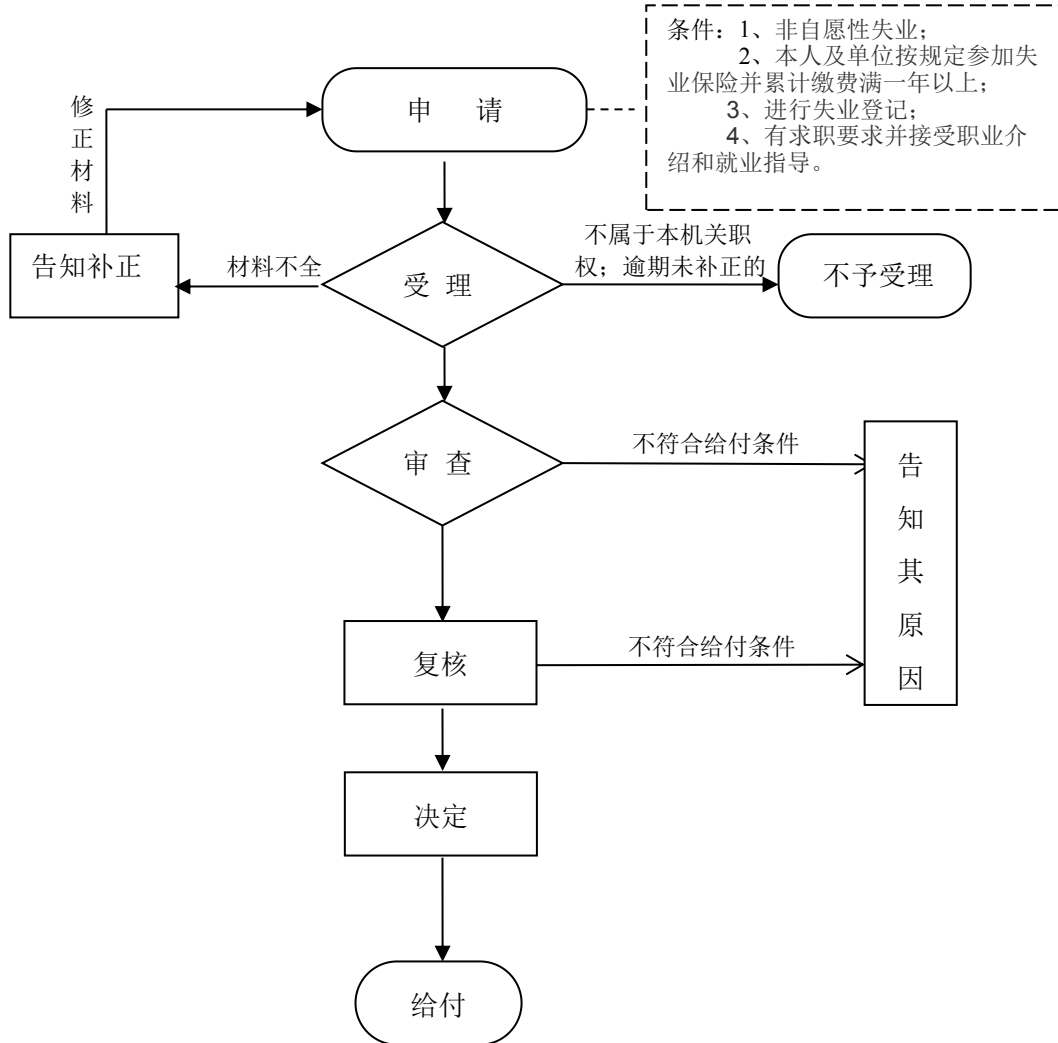 条件：1、非自愿性失业；
2、本人及单位按规定参加失
业保险并累计缴费满一年以上；
3、进行失业登记；
4、有求职要求并接受职业介
绍和就业指导。
申 请
修正材料
告知补正
材料不全
受 理
不属于本机关职
权；逾期未补正的
不予受理
审 查
不符合给付条件
告知其原因
复核
不符合给付条件
决定
给付